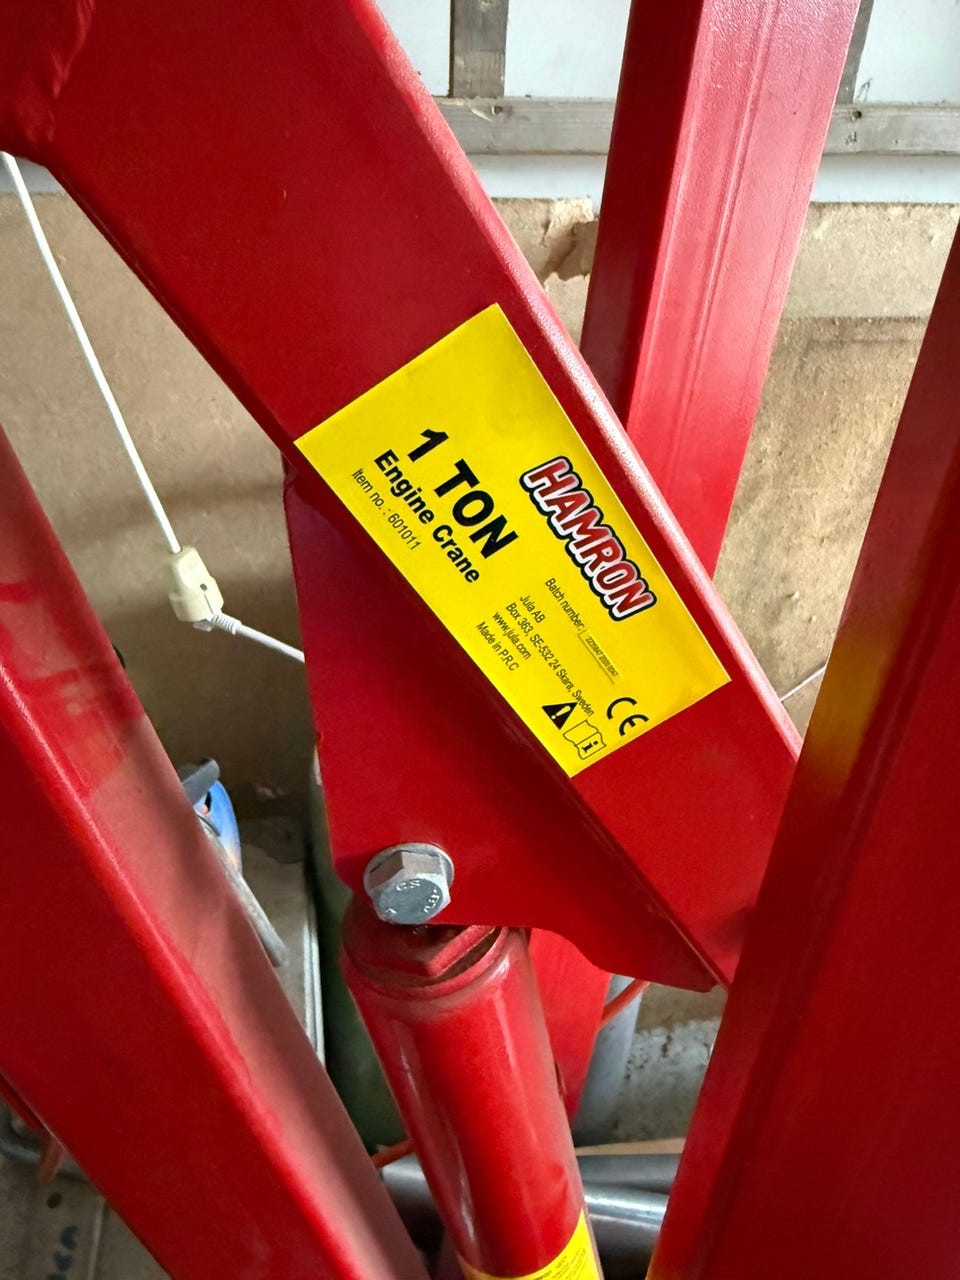 1 TON
Engine Crane
Item no. : 601011
HAMRON
Batch number:
Jula AB
Box 363, SE-532 24 Skara, Sweden
www.jula.com
Made in P.R.C
CE
i